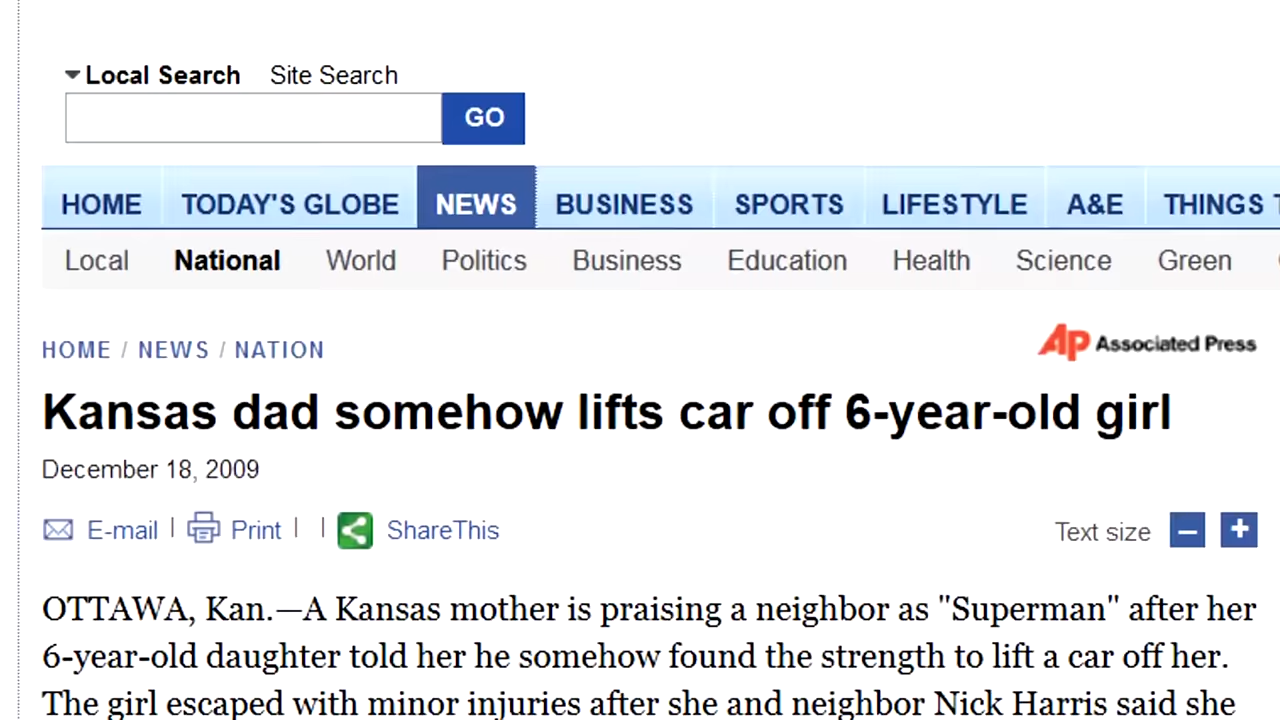 Local Search Site Search
GO
HOME TODAY'S GLOBE NEWS BUSINESS SPORTS LIFESTYLE A&E THINGS T
Local National World Politics Business Education Health Science Green
HOME / NEWS / NATION
AP Associated Press
Kansas dad somehow lifts car off 6-year-old girl
December 18, 2009
E-mail | Print | | ShareThis
Text size – +
OTTAWA, Kan.—A Kansas mother is praising a neighbor as "Superman" after her
6-year-old daughter told her he somehow found the strength to lift a car off her.
The girl escaped with minor injuries after she and neighbor Nick Harris said she